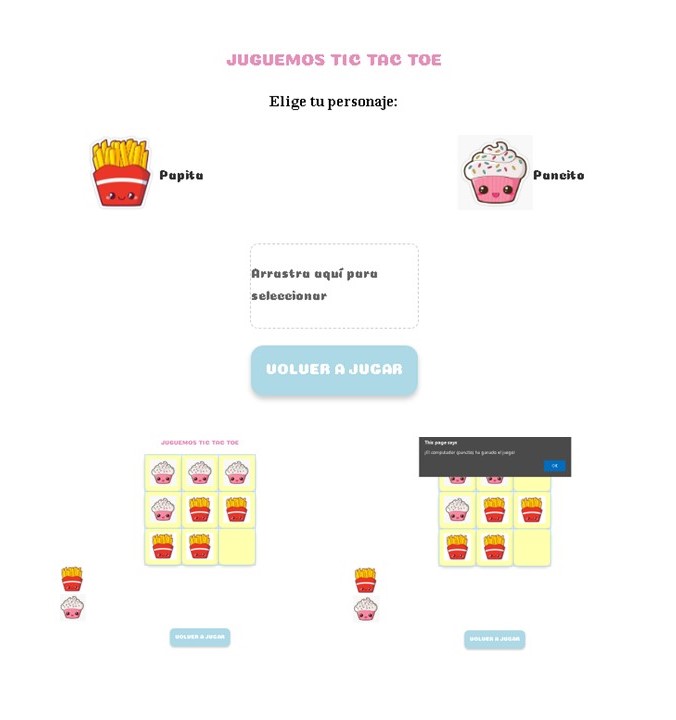 JUGUEMOS TIC TAC TOE
Elige tu personaje:
Papita
Pancito
Arrastra aquí para
seleccionar
VOLVER A JUGAR
JUGUEMOS TIC TAC TOE
This page says
¡El computador (pancito) ha ganado el juego!
OK
VOLVER A JUGAR
VOLVER A JUGAR